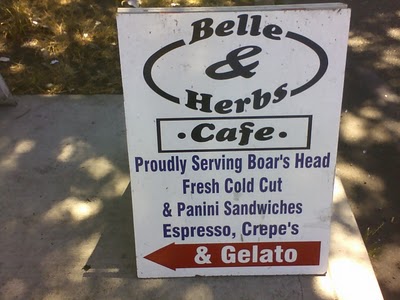 Belle
&
Herbs
·Cafe·
Proudly Serving Boar's Head
Fresh Cold Cut
& Panini Sandwiches
Espresso, Crepe's
& Gelato